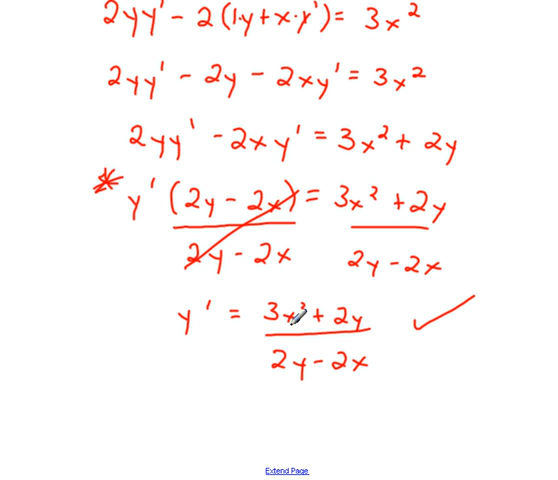 2yy' - 2(1·y + x·y') = 3x²
2yy' - 2y - 2xy' = 3x²
2yy' - 2xy' = 3x² + 2y
* y' (2y - 2x) = 3x² + 2y
2y - 2x 2y - 2x
y' = 3x² + 2y ✓
2y - 2x
Extend Page